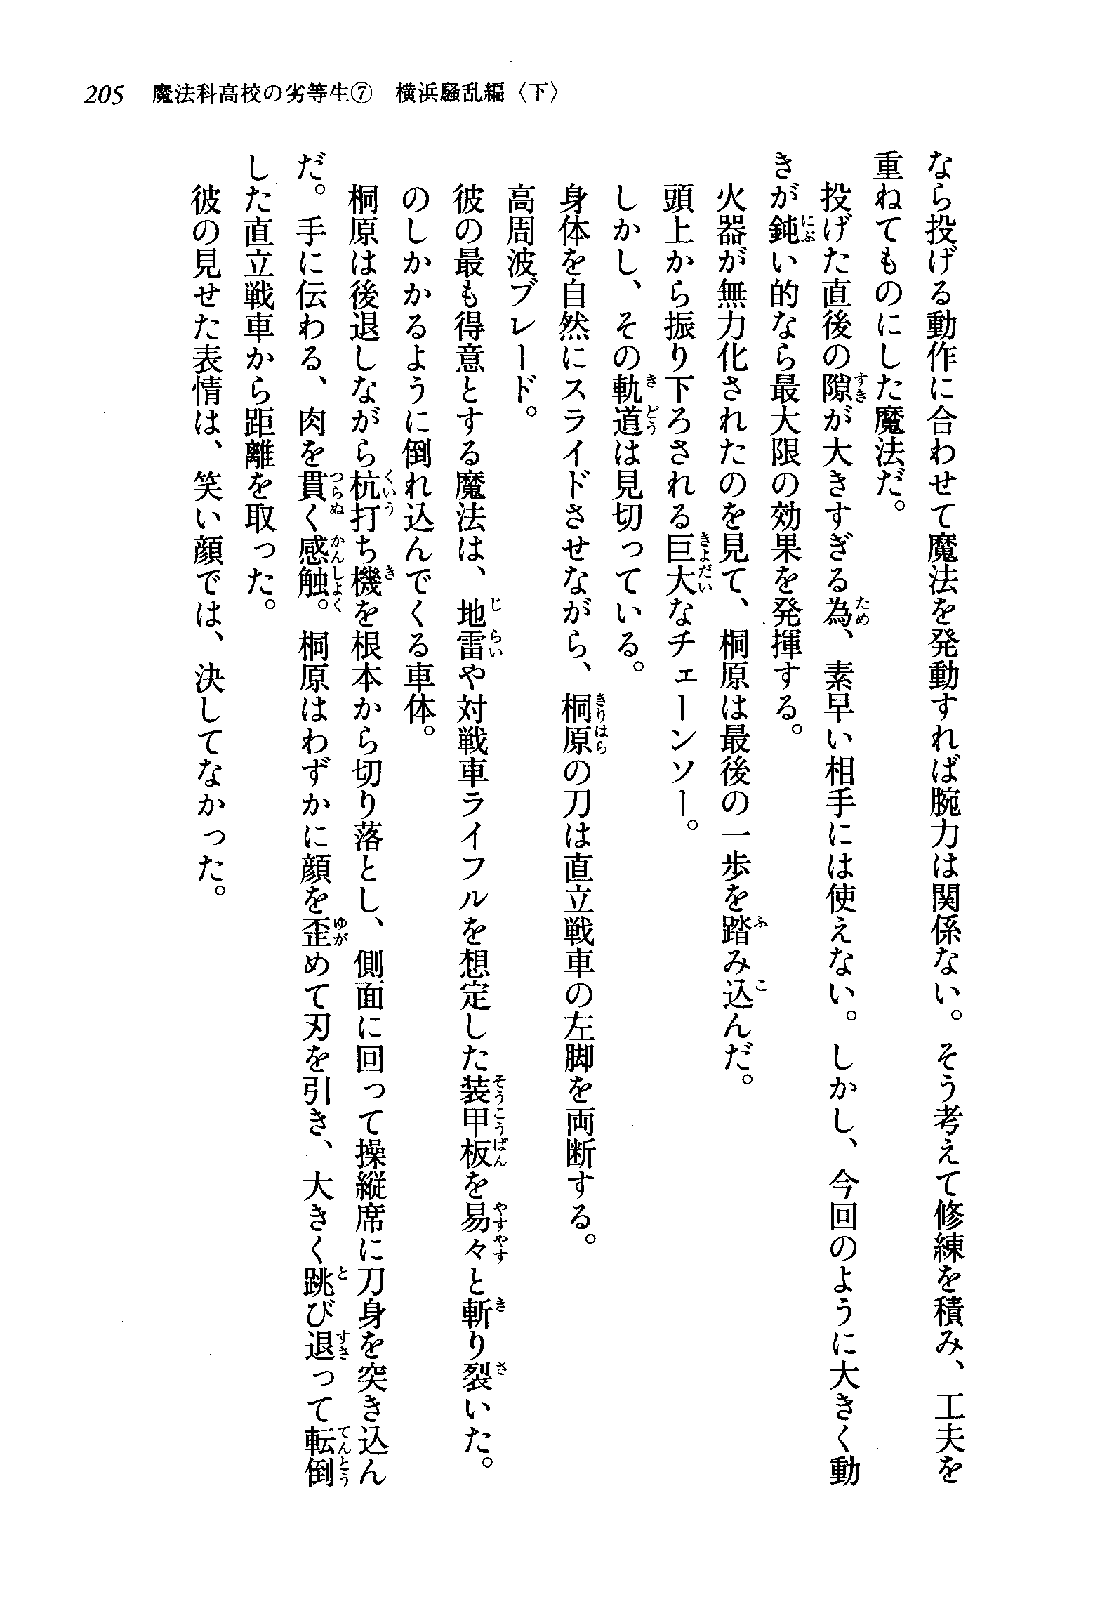 205　魔法科高校の劣等生⑦　横浜騒乱編〈下〉
なら投げる動作に合わせて魔法を発動すれば腕力は関係ない。そう考えて修練を積み、工夫を
重ねてものにした魔法だ。
　投げた直後の隙が大きすぎる為、素早い相手には使えない。しかし、今回のように大きく動
きが鈍い的なら最大限の効果を発揮する。
　火器が無力化されたのを見て、桐原は最後の一歩を踏み込んだ。
　頭上から振り下ろされる巨大なチェーンソー。
　しかし、その軌道は見切っている。
　身体を自然にスライドさせながら、桐原の刀は直立戦車の左脚を両断する。
　高周波ブレード。
　彼の最も得意とする魔法は、地雷や対戦車ライフルを想定した装甲板を易々と斬り裂いた。
　のしかかるように倒れ込んでくる車体。
　桐原は後退しながら杭打ち機を根本から切り落とし、側面に回って操縦席に刀身を突き込ん
だ。手に伝わる、肉を貫く感触。桐原はわずかに顔を歪めて刃を引き、大きく跳び退って転倒
した直立戦車から距離を取った。
　彼の見せた表情は、笑い顔では、決してなかった。